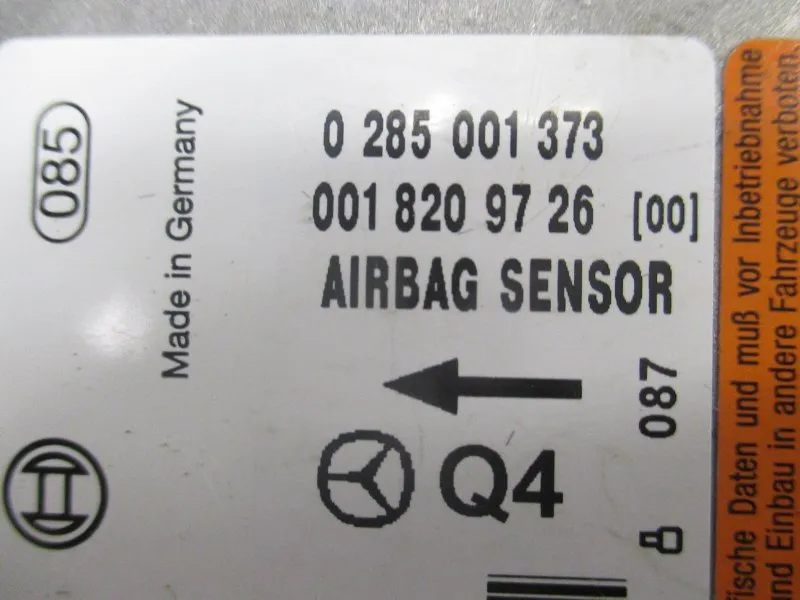 0 285 001 373
001 820 97 26 [00]
AIRBAG SENSOR
Q4
087
085
Made in Germany
fische Daten und muß vor Inbetriebnahme
nd Einbau in andere Fahrzeuge verboten.